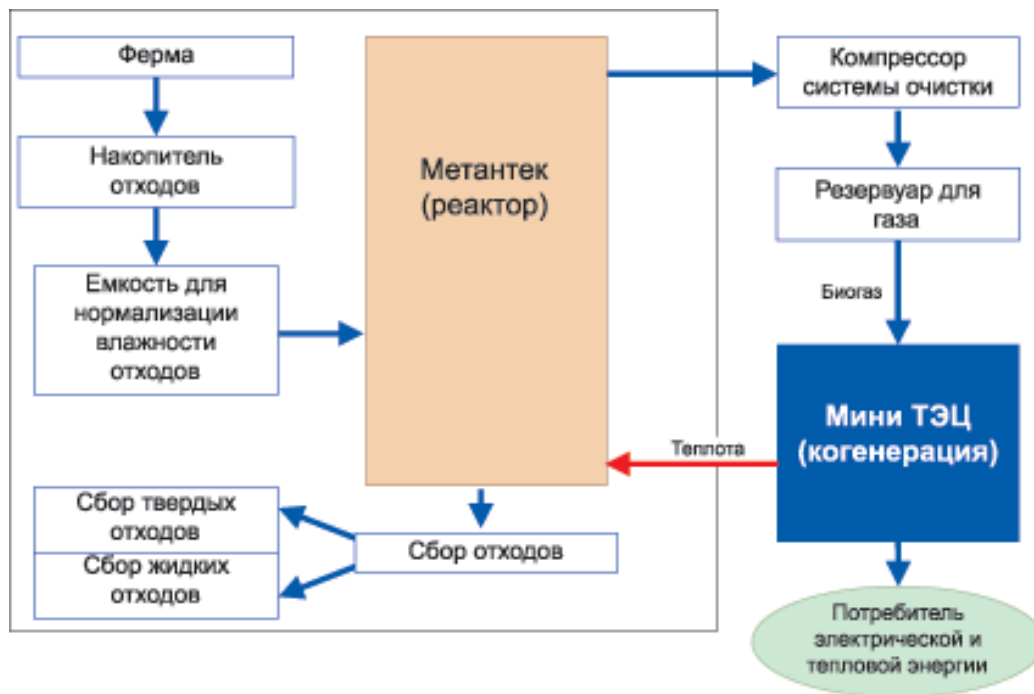 Ферма
Накопитель
отходов
Емкость для
нормализации
влажности
отходов
Метантек
(реактор)
Компрессор
системы очистки
Резервуар для
газа
Биогаз
Мини ТЭЦ
(когенерация)
Теплота
Сбор отходов
Сбор твердых
отходов
Сбор жидких
отходов
Потребитель
электрической и
тепловой энергии